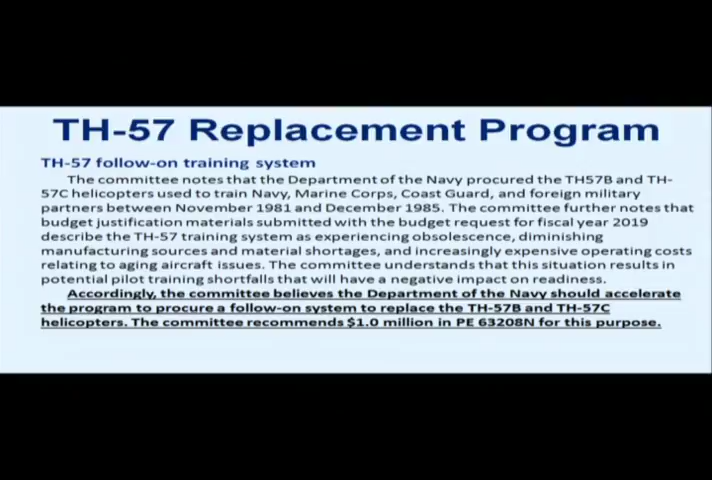 TH-57 Replacement Program
TH-57 follow-on training system
The committee notes that the Department of the Navy procured the TH57B and TH-
57C helicopters used to train Navy, Marine Corps, Coast Guard, and foreign military
partners between November 1981 and December 1985. The committee further notes that
budget justification materials submitted with the budget request for fiscal year 2019
describe the TH-57 training system as experiencing obsolescence, diminishing
manufacturing sources and material shortages, and increasingly expensive operating costs
relating to aging aircraft issues. The committee understands that this situation results in
potential pilot training shortfalls that will have a negative impact on readiness.
Accordingly, the committee believes the Department of the Navy should accelerate
the program to procure a follow-on system to replace the TH-57B and TH-57C
helicopters. The committee recommends $1.0 million in PE 63208N for this purpose.